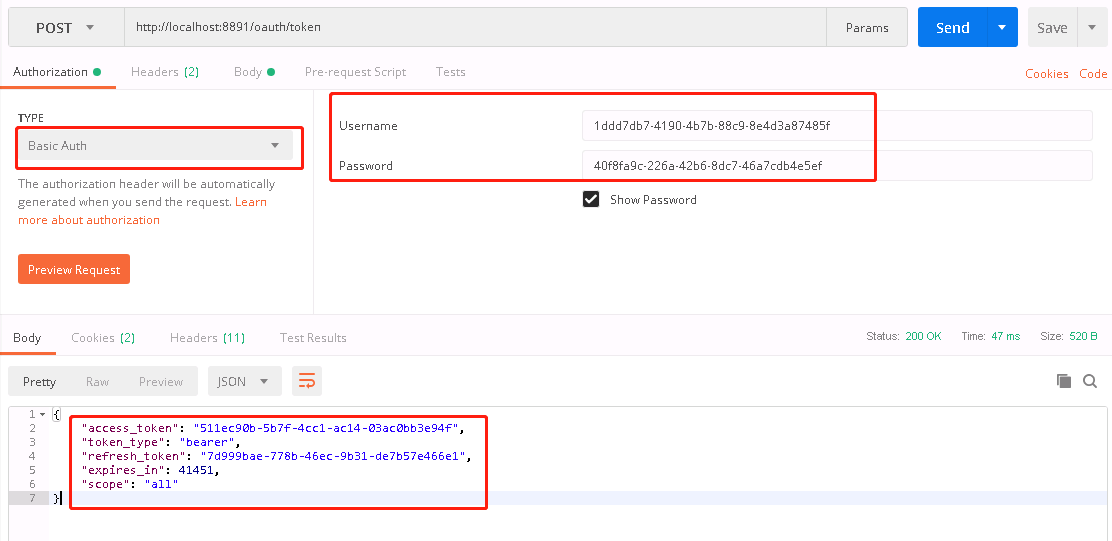 POST http://localhost:8891/oauth/token Params Send Save
Authorization Headers (2) Body Pre-request Script Tests Cookies Code
TYPE
Basic Auth
The authorization header will be automatically
generated when you send the request. Learn
more about authorization
Preview Request
Username 1ddd7db7-4190-4b7b-88c9-8e4d3a87485f
Password 40f8fa9c-226a-42b6-8dc7-46a7cdb4e5ef
Show Password
Body Cookies (2) Headers (11) Test Results Status: 200 OK Time: 47 ms Size: 520 B
Pretty Raw Preview JSON
1 {
2 "access_token": "511ec90b-5b7f-4cc1-ac14-03ac0bb3e94f",
3 "token_type": "bearer",
4 "refresh_token": "7d999bae-778b-46ec-9b31-de7b57e466e1",
5 "expires_in": 41451,
6 "scope": "all"
7 }